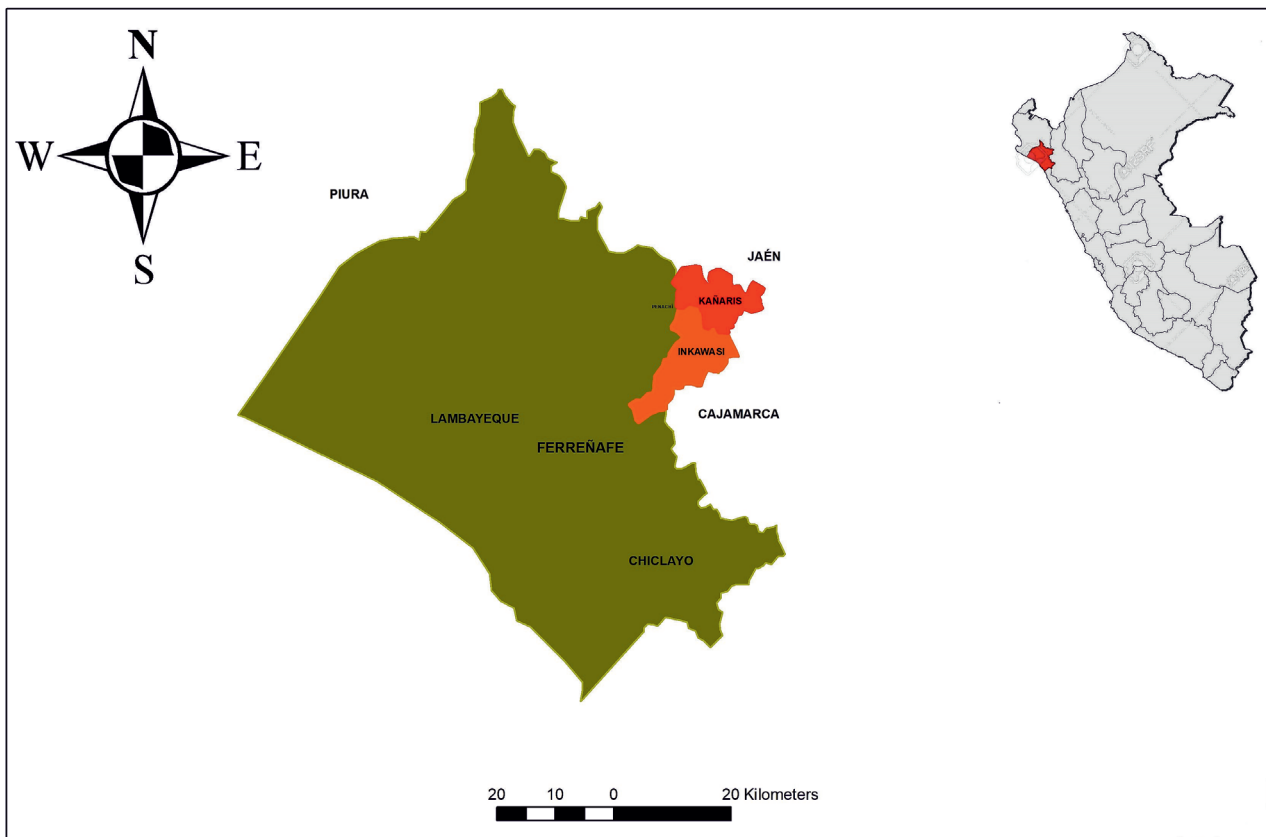 N
W E
S
PIURA
JAÉN
KAÑARIS
INKAWASI
CAJAMARCA
LAMBAYEQUE
FERREÑAFE
CHICLAYO
20 10 0 20 Kilometers